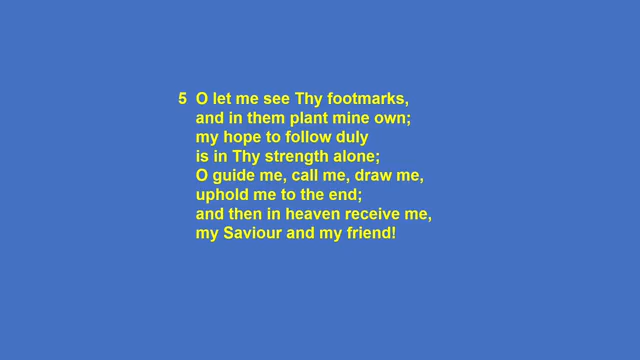 5 O let me see Thy footmarks,
and in them plant mine own;
my hope to follow duly
is in Thy strength alone;
O guide me, call me, draw me,
uphold me to the end;
and then in heaven receive me,
my Saviour and my friend!